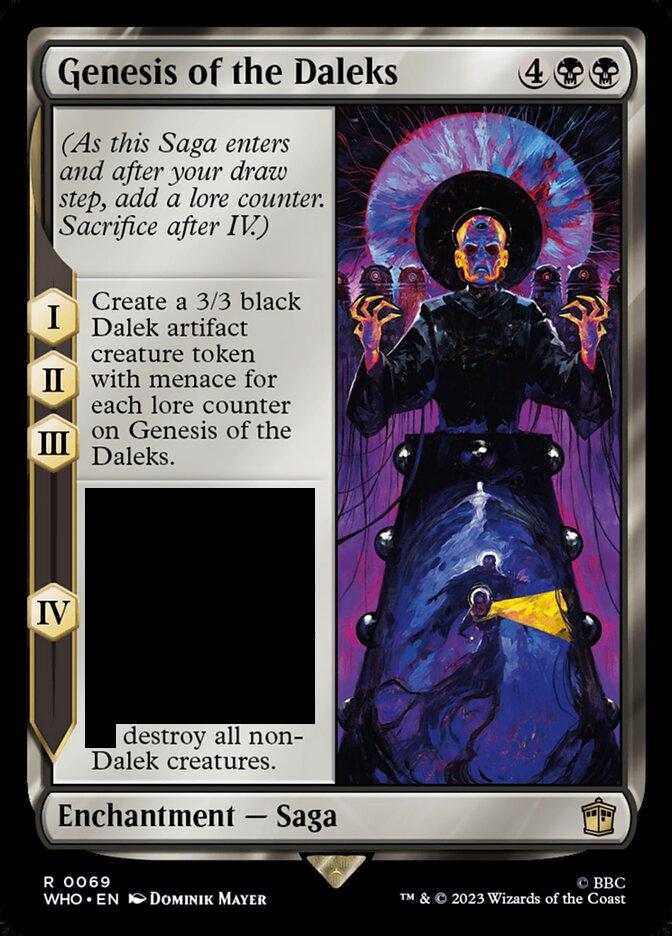 Genesis of the Daleks 4
(As this Saga enters
and after your draw
step, add a lore counter.
Sacrifice after IV.)
I
II
III
Create a 3/3 black
Dalek artifact
creature token
with menace for
each lore counter
on Genesis of the
Daleks.
IV
destroy all non-
Dalek creatures.
Enchantment — Saga
R 0069
WHO • EN Dominik Mayer
© BBC
™ & © 2023 Wizards of the Coast